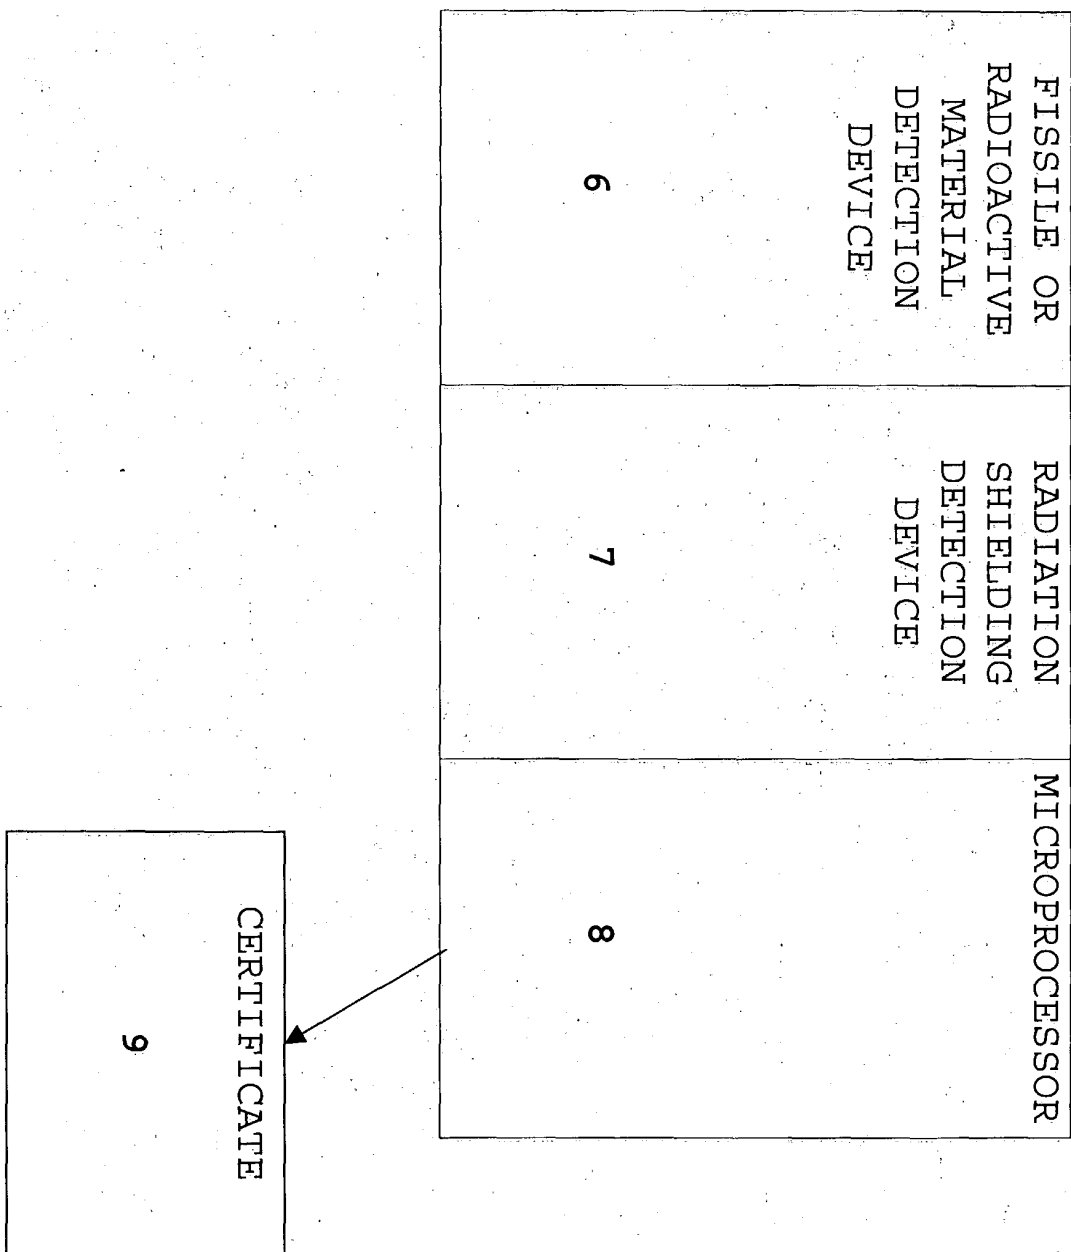 FISSILE OR
RADIOACTIVE
MATERIAL
DETECTION
DEVICE
6
RADIATION
SHIELDING
DETECTION
DEVICE
7
MICROPROCESSOR
8
CERTIFICATE
9